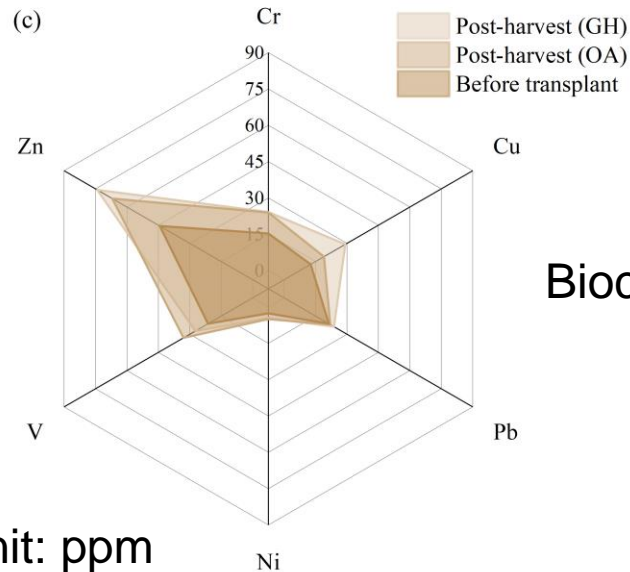 (c)
Cr
Post-harvest (GH)
Post-harvest (OA)
Before transplant
90
75
60
45
30
15
0
Zn
Cu
Bioc
V
Pb
Ni
nit: ppm